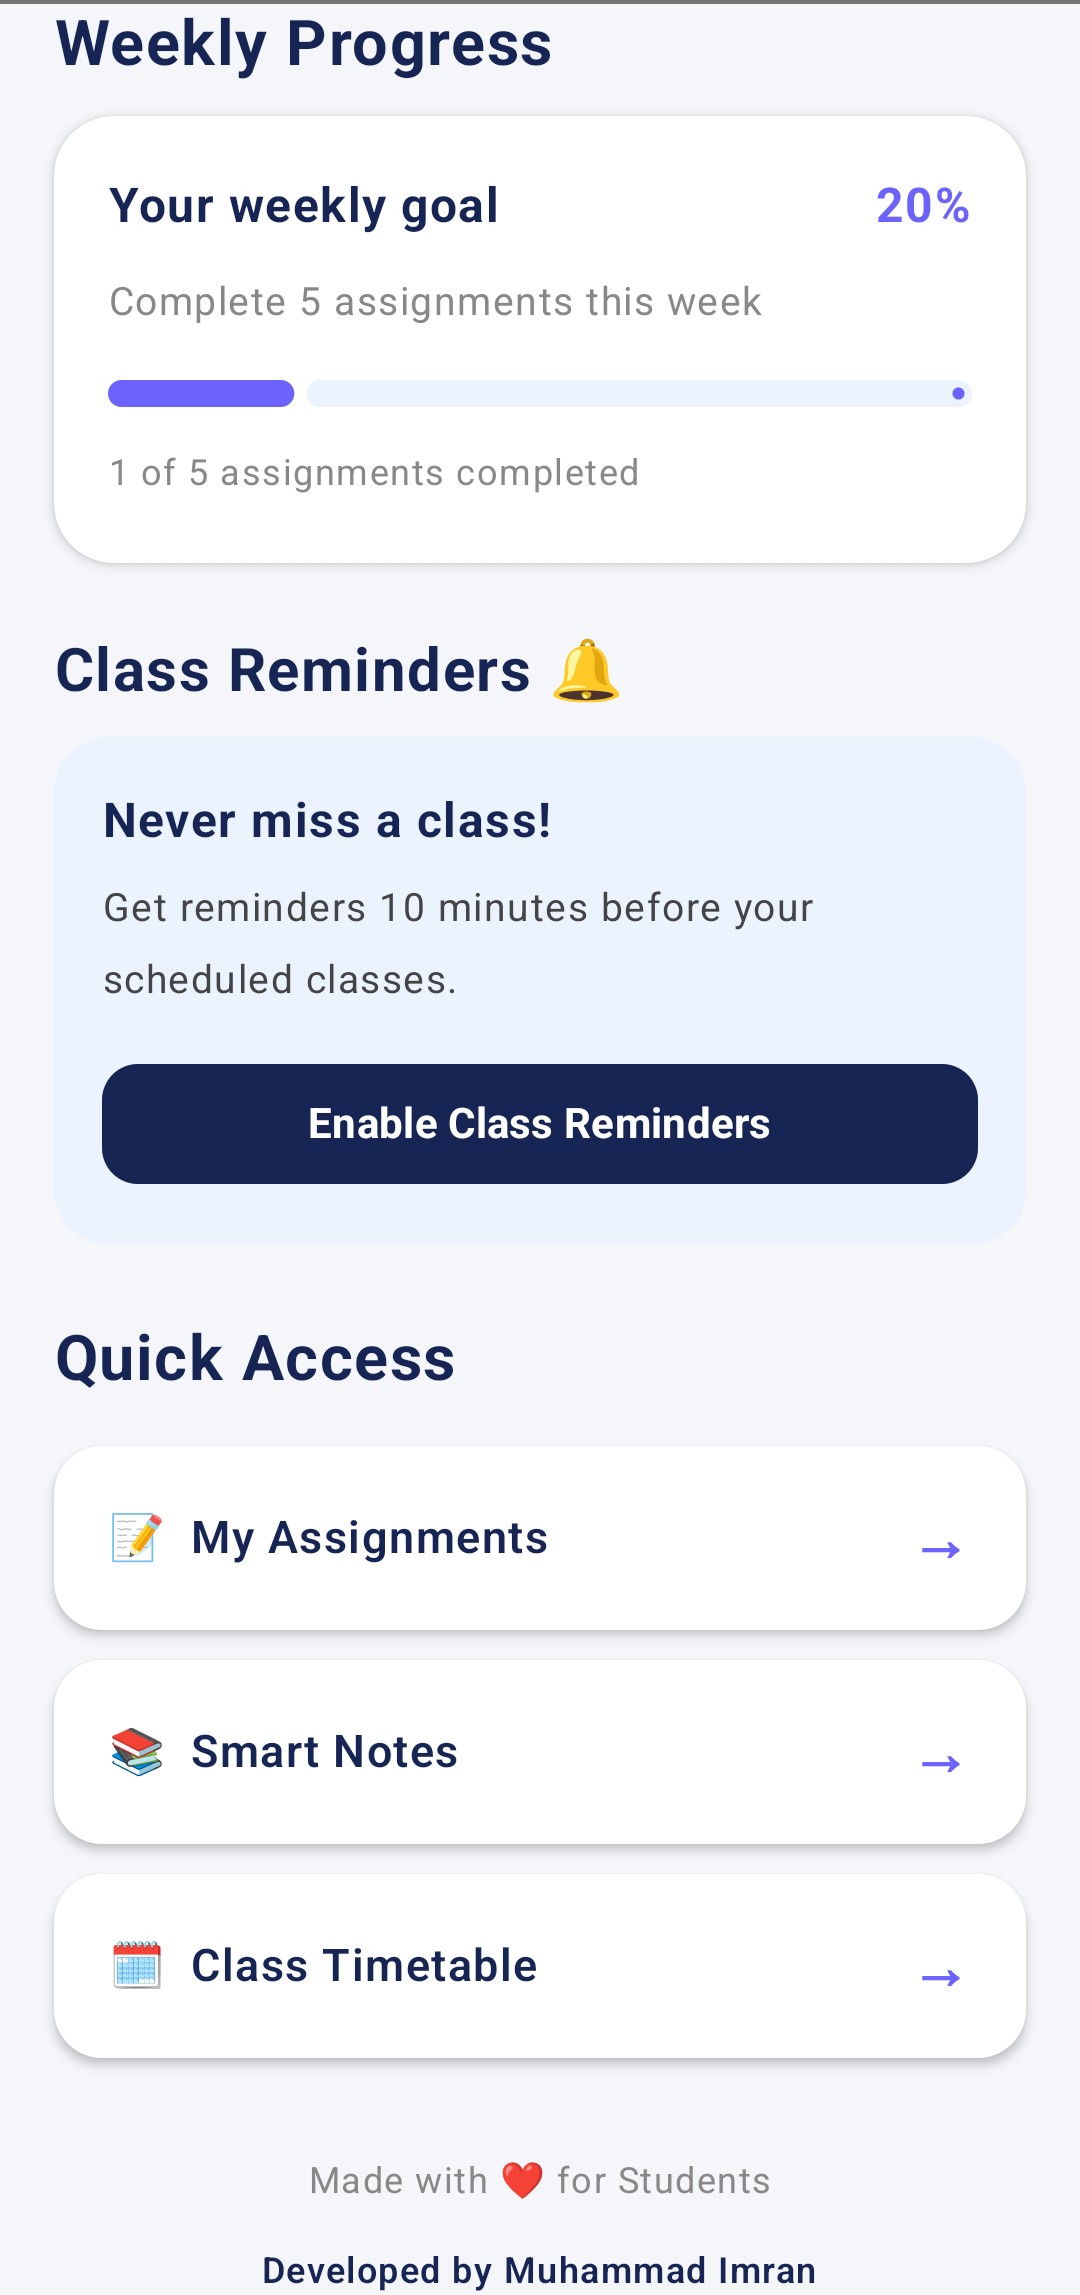 Weekly Progress
Your weekly goal
20%
Complete 5 assignments this week
1 of 5 assignments completed
Class Reminders 🔔
Never miss a class!
Get reminders 10 minutes before your
scheduled classes.
Enable Class Reminders
Quick Access
📝 My Assignments →
📚 Smart Notes →
🗓️ Class Timetable →
Made with ❤️ for Students
Developed by Muhammad Imran